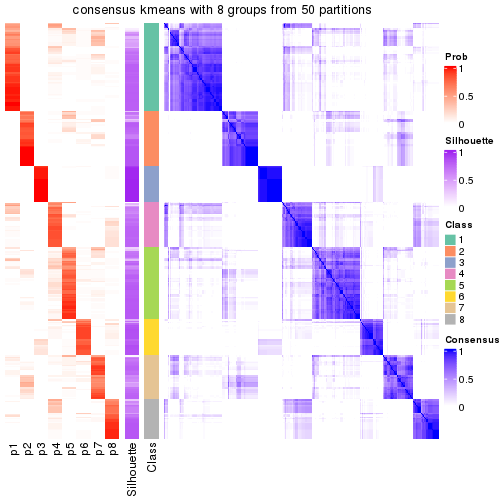 consensus kmeans with 8 groups from 50 partitions
Prob
1
0.5
0
Silhouette
1
0.5
0
Class
1
2
3
4
5
6
7
8
Consensus
1
0.5
0
p1
p2
p3
p4
p5
p6
p7
p8
Silhouette
Class